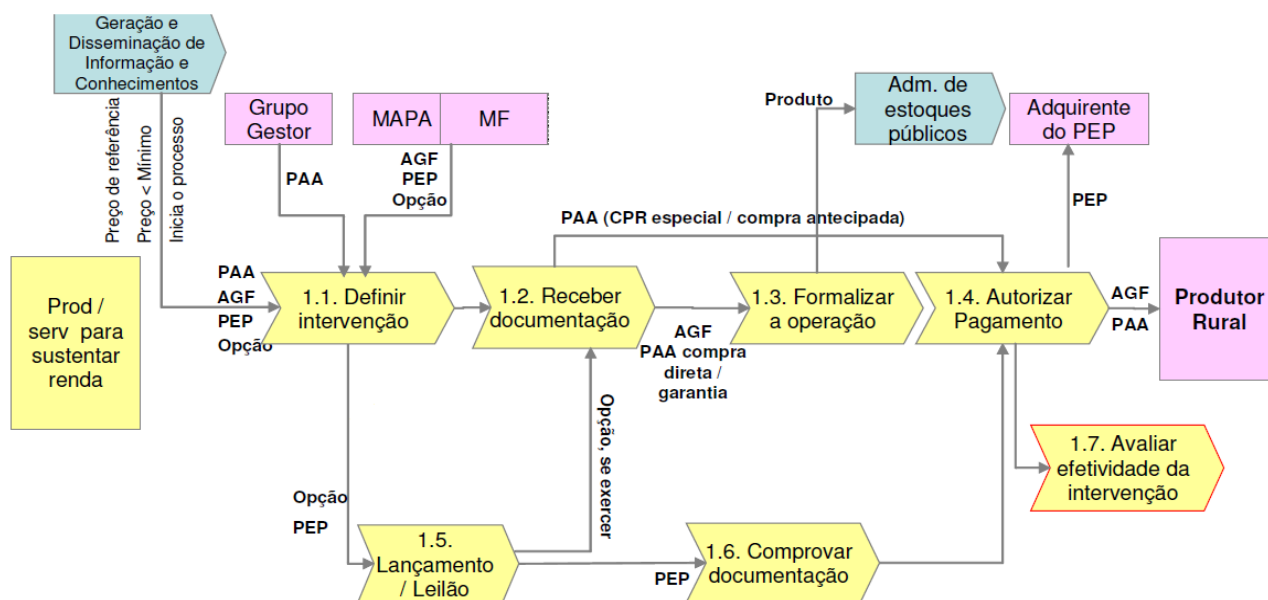 Geração e
Disseminação de
Informação e
Conhecimentos
Preço de referência
Preço < Mínimo
Inicia o processo
Grupo
Gestor
PAA
MAPA
MF
AGF
PEP
Opção
Produto
Adm. de
estoques
públicos
Adquirente
do PEP
PEP
PAA (CPR especial / compra antecipada)
Prod /
serv para
sustentar
renda
PAA
AGF
PEP
Opção
1.1. Definir
intervenção
1.2. Receber
documentação
AGF
PAA compra
direta /
garantia
1.3. Formalizar
a operação
1.4. Autorizar
Pagamento
AGF
PAA
Produtor
Rural
Opção, se exercer
1.7. Avaliar
efetividade da
intervenção
Opção
PEP
1.5.
Lançamento
/ Leilão
PEP
1.6. Comprovar
documentação